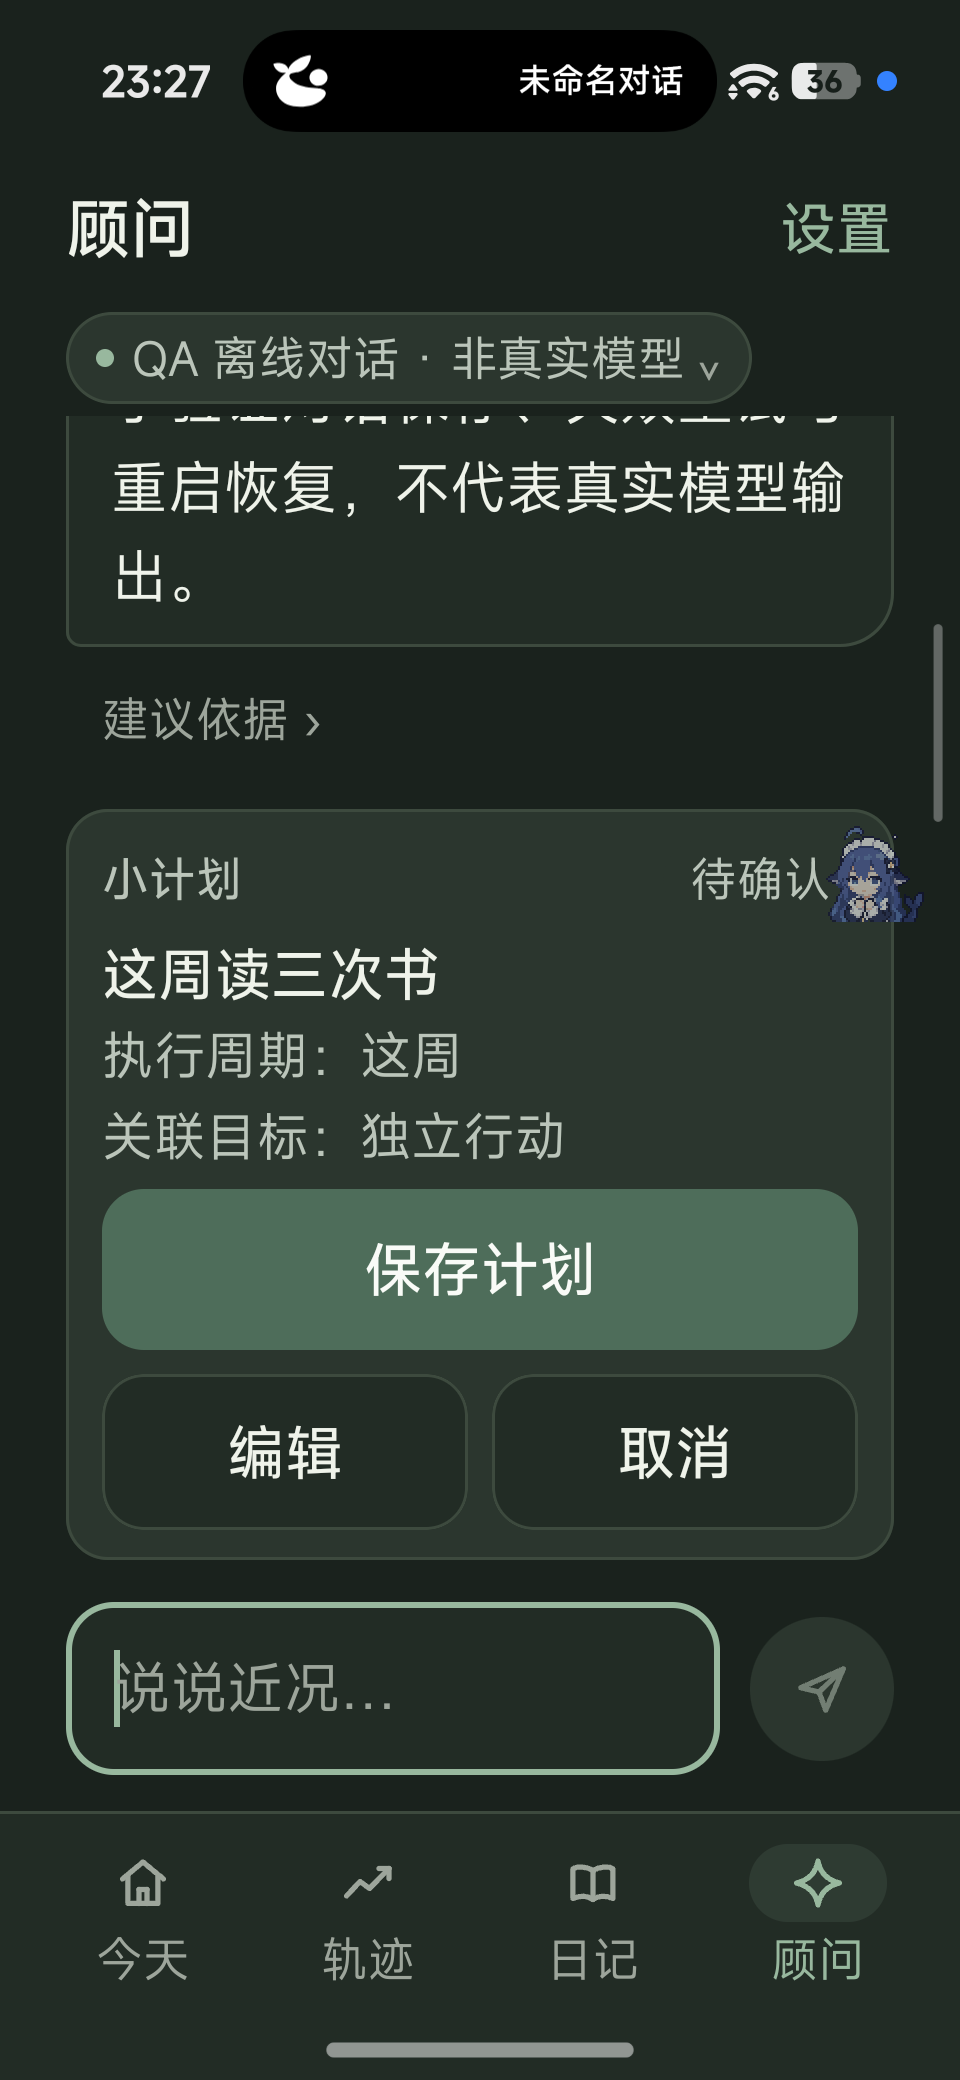 23:27
未命名对话
6
36
顾问
设置
QA 离线对话 · 非真实模型
重启恢复，不代表真实模型输
出。
建议依据 ›
小计划
待确认
这周读三次书
执行周期：这周
关联目标：独立行动
保存计划
编辑
取消
说说近况...
今天
轨迹
日记
顾问